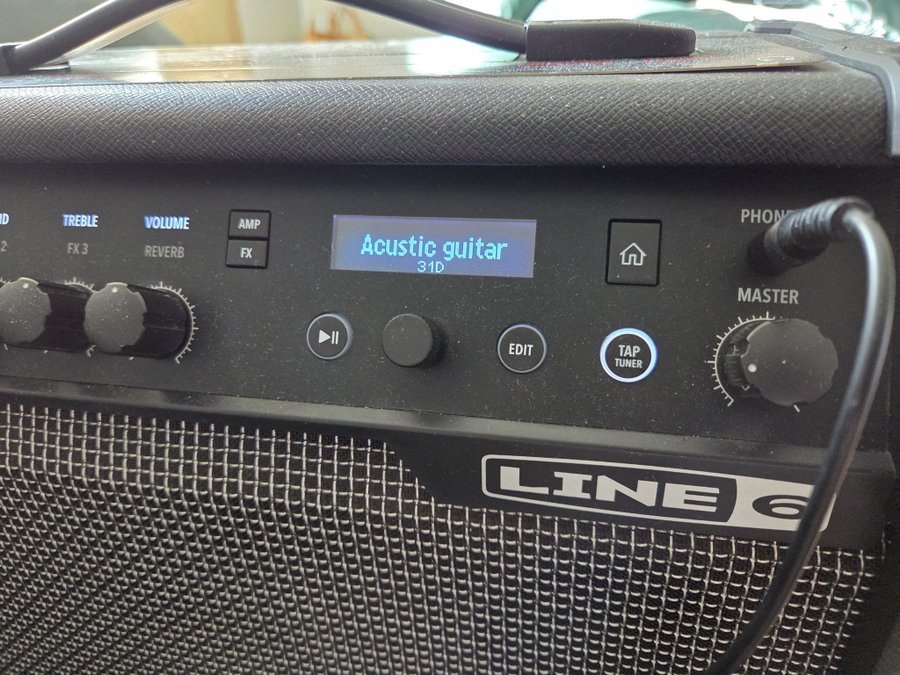 TREBLE
FX 3
VOLUME
REVERB
AMP
FX
Acustic guitar
31D
EDIT
TAP
TUNER
MASTER
LINE 6